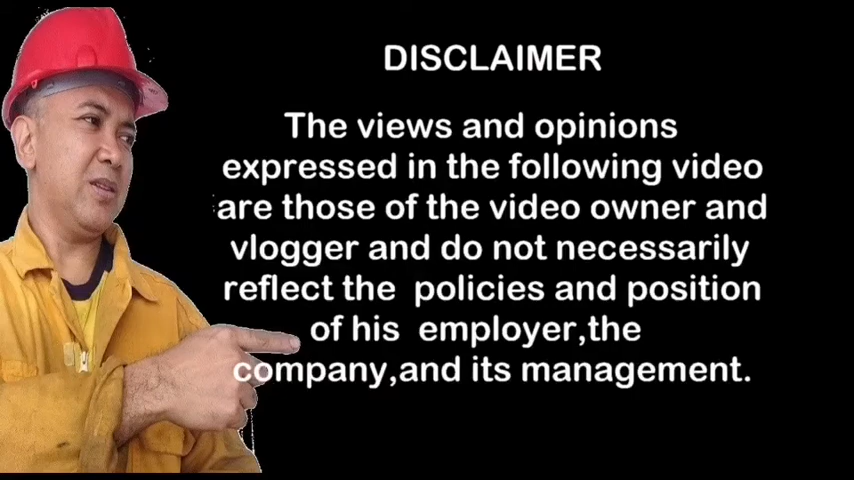 DISCLAIMER
The views and opinions
expressed in the following video
are those of the video owner and
vlogger and do not necessarily
reflect the  policies and position
of his  employer,the
company,and its management.